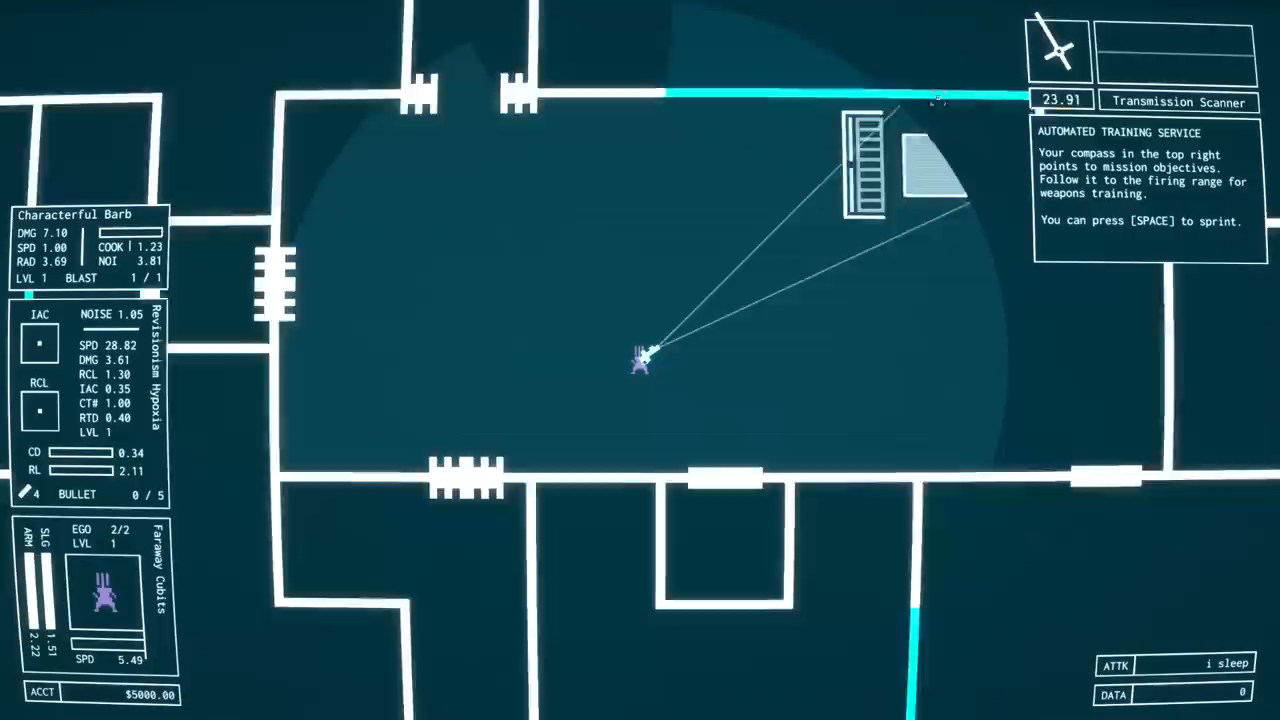 23.91
Transmission Scanner
AUTOMATED TRAINING SERVICE
Your compass in the top right
points to mission objectives.
Follow it to the firing range for
weapons training.
You can press [SPACE] to sprint.
Characterful Barb
DMG 7.10
SPD 1.00 COOK 1.23
RAD 3.69 NOI 3.81
LVL 1 BLAST 1 / 1
IAC NOISE 1.05
SPD 28.82
DMG 3.61
RCL RCL 1.30
IAC 0.35
CT# 1.00
RTD 0.40
LVL 1
Revisionism Hypoxia
CD 0.34
RL 2.11
4 BULLET 0 / 5
ARM SLG EGO 2/2
LVL 1
Faraway Cubits
2.22 1.51
SPD 5.49
ACCT $5000.00
ATTK i sleep
DATA 0